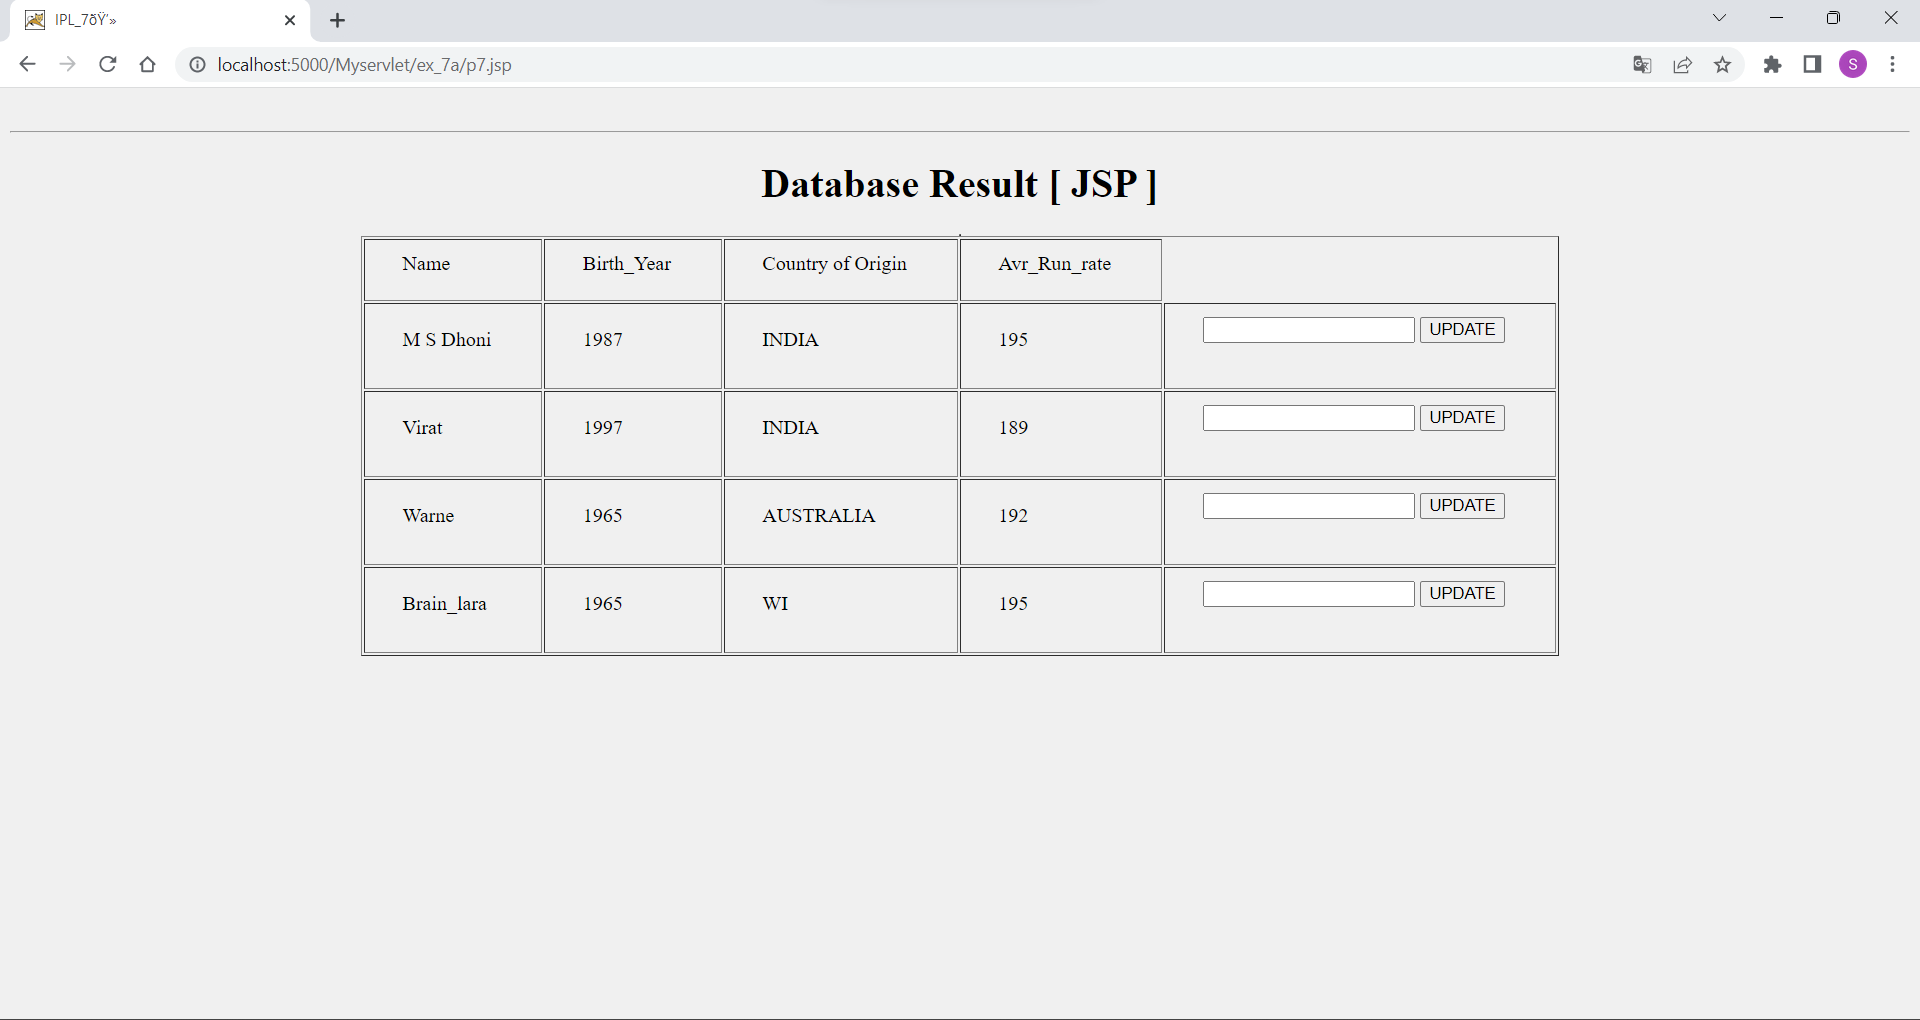 IPL_7ðŸ’»
localhost:5000/Myservlet/ex_7a/p7.jsp
S
Database Result [ JSP ]
Name Birth_Year Country of Origin Avr_Run_rate
M S Dhoni 1987 INDIA 195 UPDATE
Virat 1997 INDIA 189 UPDATE
Warne 1965 AUSTRALIA 192 UPDATE
Brain_lara 1965 WI 195 UPDATE